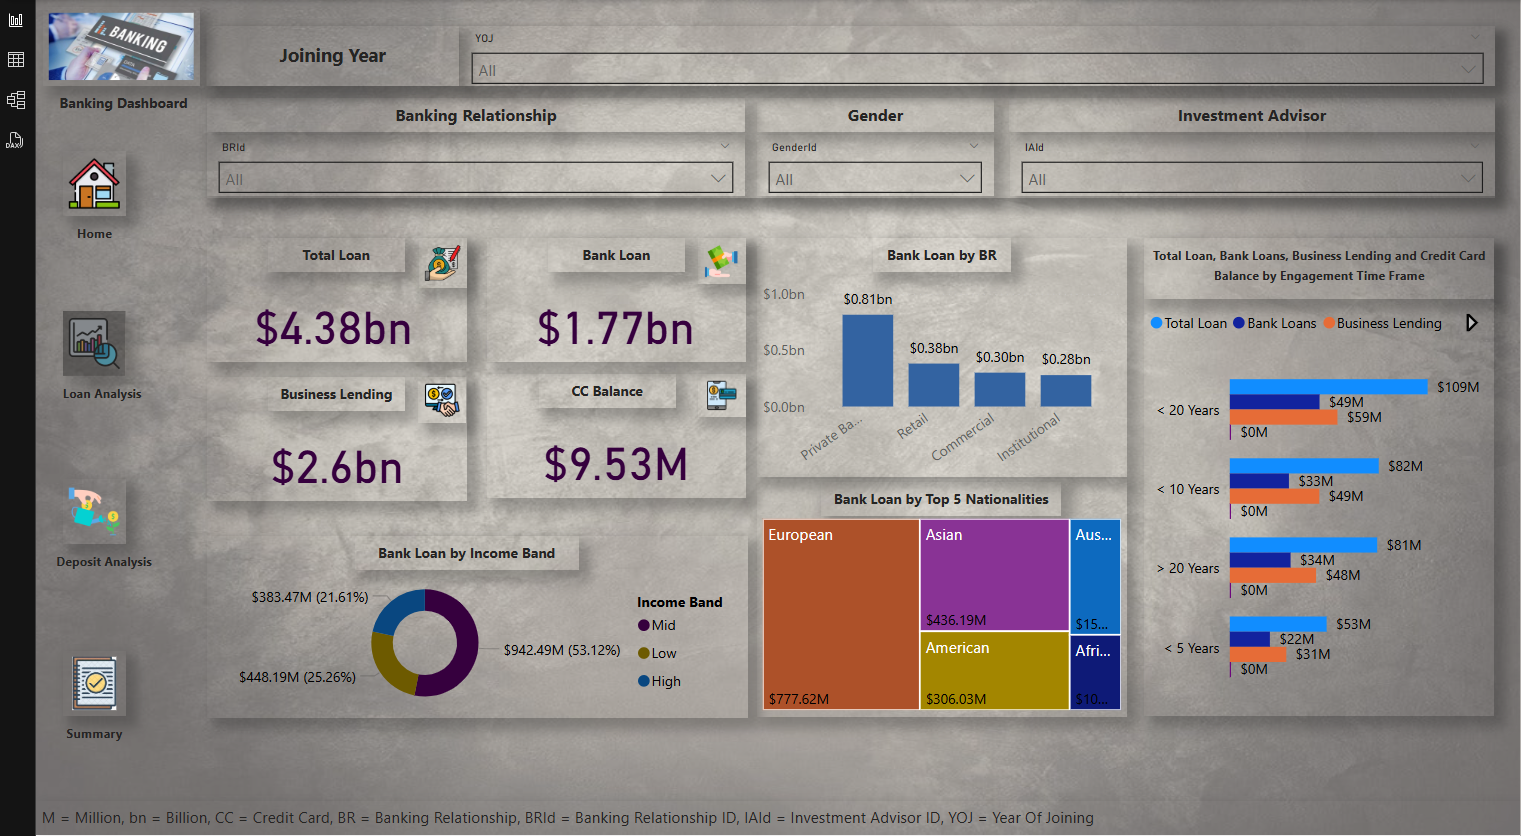 BANKING
Banking Dashboard
Home
Loan Analysis
Deposit Analysis
Summary
Joining Year
YOJ
All
Banking Relationship
BRId
All
Gender
GenderId
All
Investment Advisor
IAId
All
Total Loan
$4.38bn
Bank Loan
$1.77bn
Business Lending
$2.6bn
CC Balance
$9.53M
Bank Loan by Income Band
$383.47M (21.61%)
$942.49M (53.12%)
$448.19M (25.26%)
Income Band
Mid
Low
High
Bank Loan by BR
$1.0bn
$0.5bn
$0.0bn
$0.81bn
$0.38bn
$0.30bn
$0.28bn
Private Ba...
Retail
Commercial
Institutional
Bank Loan by Top 5 Nationalities
European
$777.62M
Asian
$436.19M
American
$306.03M
Aus...
$15...
Afri...
$10...
Total Loan, Bank Loans, Business Lending and Credit Card
Balance by Engagement Time Frame
Total Loan Bank Loans Business Lending
< 20 Years
$109M
$49M
$59M
$0M
< 10 Years
$82M
$33M
$49M
$0M
> 20 Years
$81M
$34M
$48M
$0M
< 5 Years
$53M
$22M
$31M
$0M
M = Million, bn = Billion, CC = Credit Card, BR = Banking Relationship, BRId = Banking Relationship ID, IAId = Investment Advisor ID, YOJ = Year Of Joining